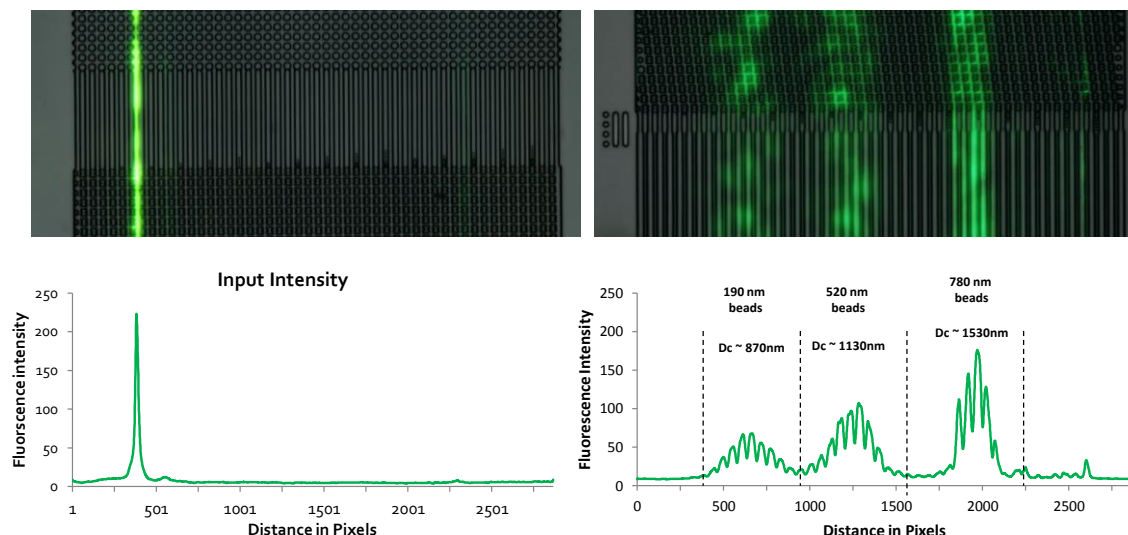 Input Intensity
Fluorscence intensity
250
200
150
100
50
0
1
501
1001
1501
2001
2501
Distance in Pixels
190 nm
beads
520 nm
beads
780 nm
beads
Dc ~ 870nm
Dc ~ 1130nm
Dc ~ 1530nm
Fluorescence Intensity
250
200
150
100
50
0
0
500
1000
1500
2000
2500
Distance in Pixels